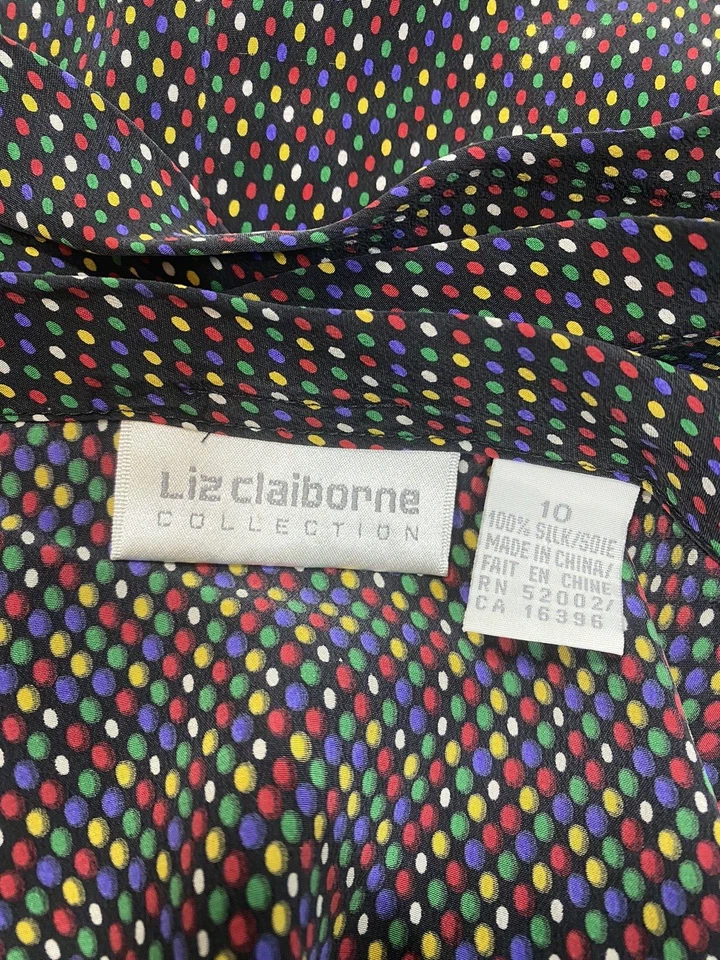 Liz claiborne
COLLECTION
10
100% SILK/SOIE
MADE IN CHINA/
FAIT EN CHINE
RN 52002/
CA 16396